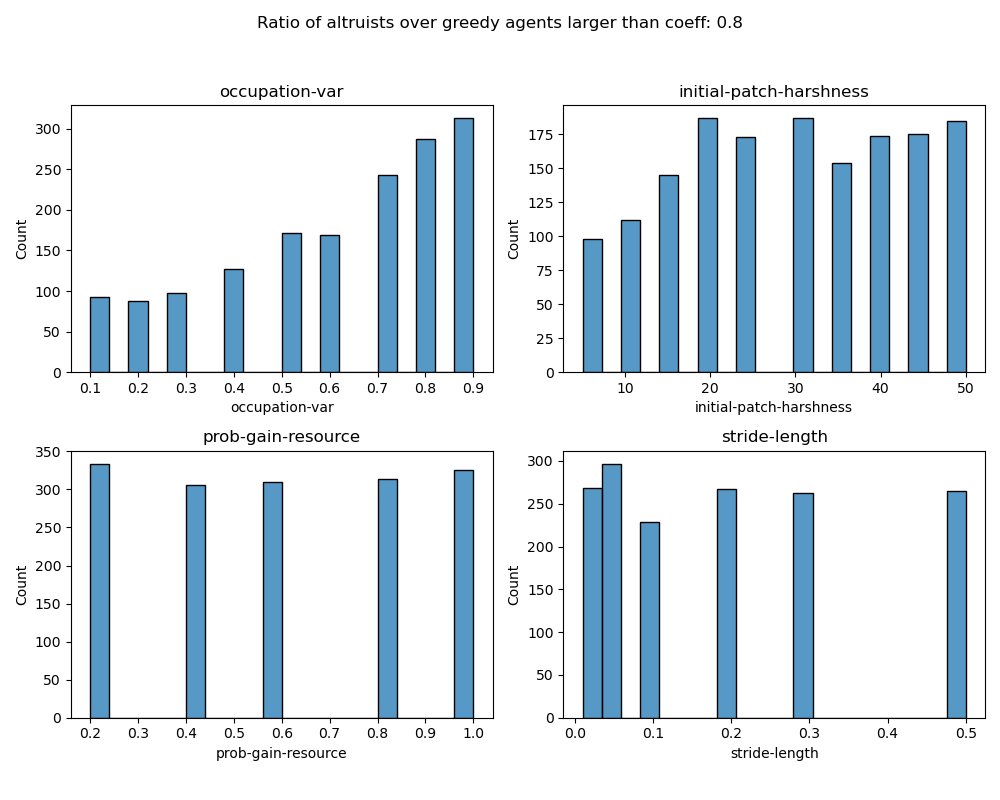 Ratio of altruists over greedy agents larger than coeff: 0.8
occupation-var
300
250
200
150
100
50
0
Count
0.1 0.2 0.3 0.4 0.5 0.6 0.7 0.8 0.9
occupation-var
initial-patch-harshness
175
150
125
100
75
50
25
0
Count
10 20 30 40 50
initial-patch-harshness
prob-gain-resource
350
300
250
200
150
100
50
0
Count
0.2 0.3 0.4 0.5 0.6 0.7 0.8 0.9 1.0
prob-gain-resource
stride-length
300
250
200
150
100
50
0
Count
0.0 0.1 0.2 0.3 0.4 0.5
stride-length